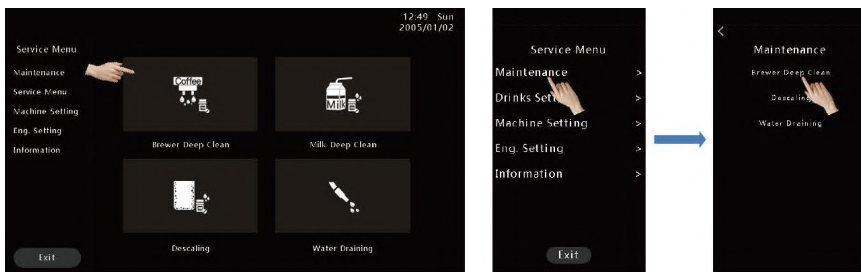 12:49 Sun
2005/01/02
Service Menu
Maintenance
Service Menu
Machine Setting
Eng. Setting
Information
Exit
Coffee
Brewer Deep Clean
Milk
Milk Deep Clean
Descaling
Water Draining
Service Menu
Maintenance >
Drinks >
Machine Setting >
Eng. Setting >
Information >
Exit
<
Maintenance
Brewer Deep Clean
Descaling
Water Draining